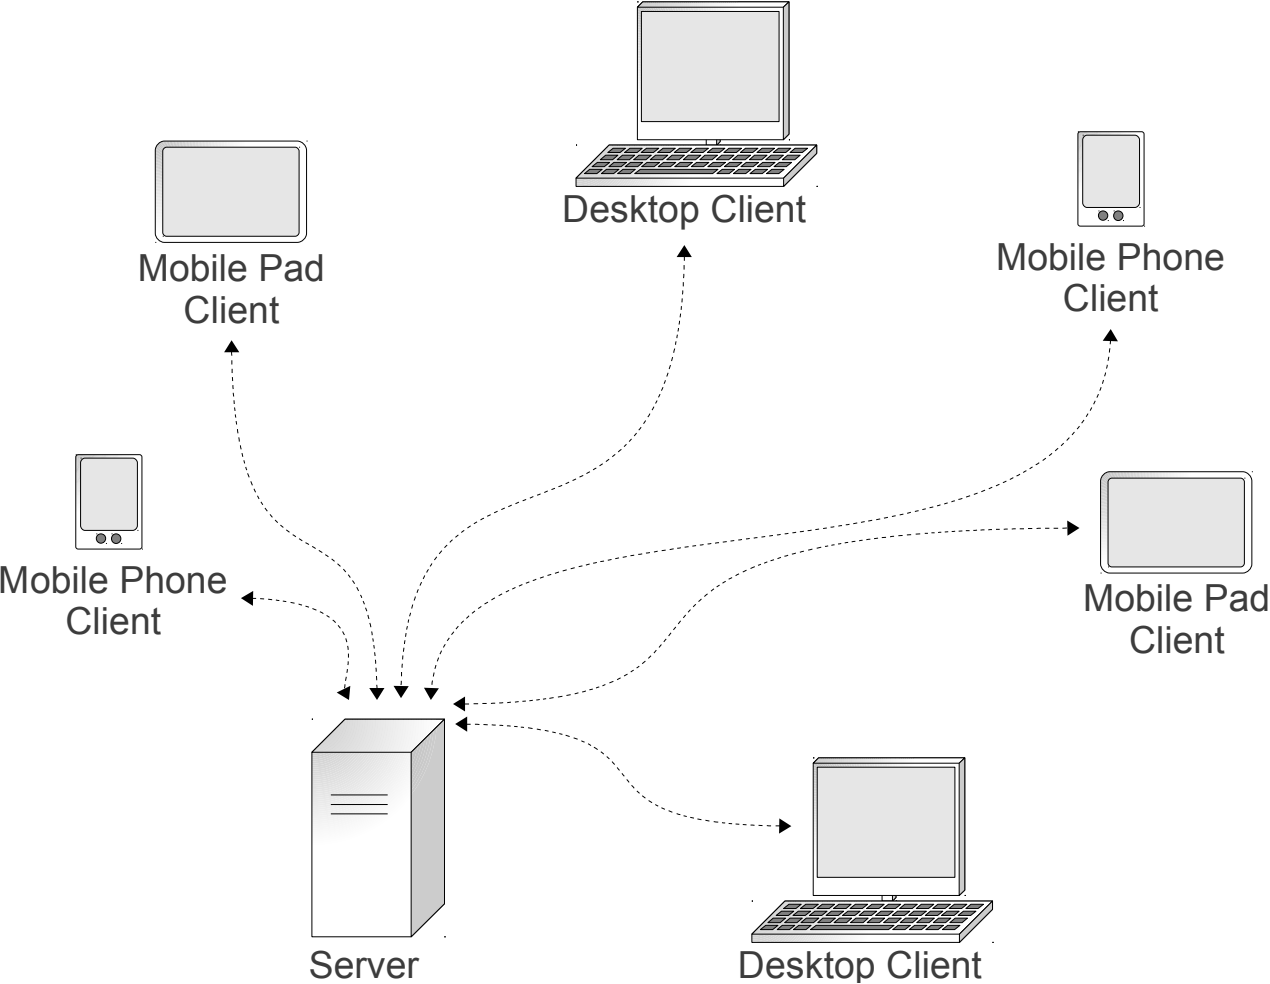 Desktop Client
Mobile Pad
Client
Mobile Phone
Client
Mobile Phone
Client
Mobile Pad
Client
Server
Desktop Client